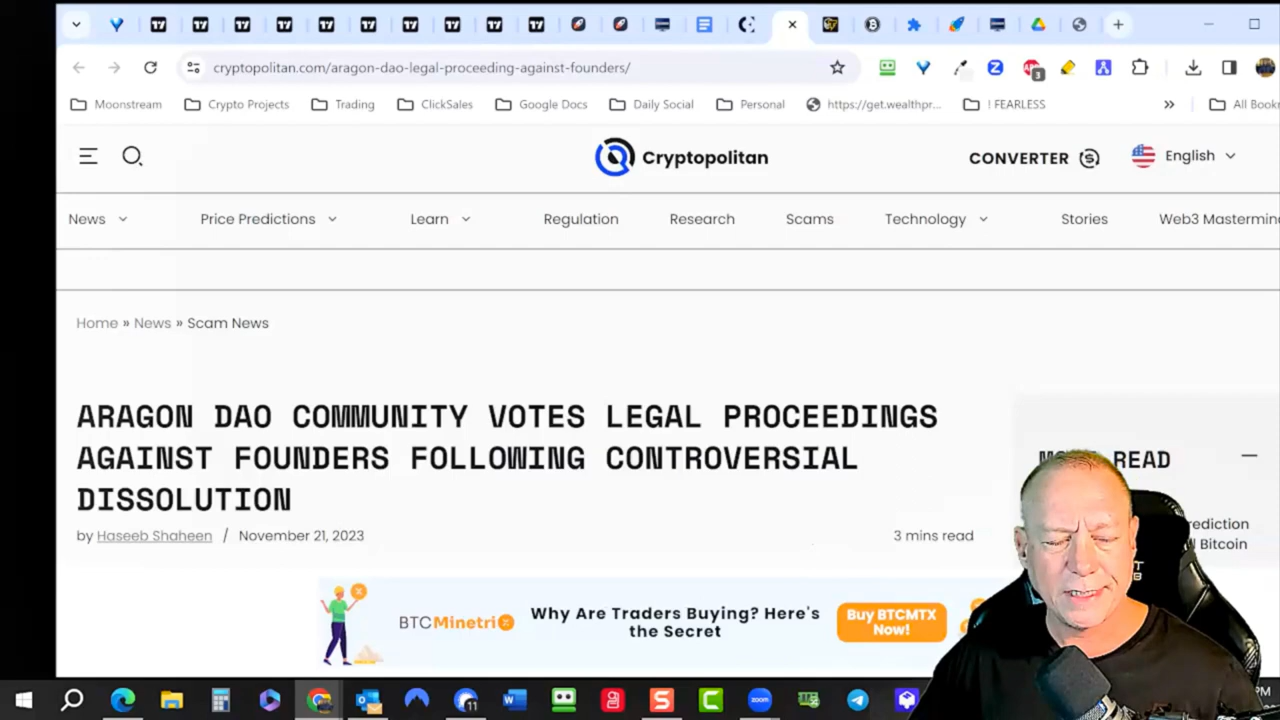 cryptopolitan.com/aragon-dao-legal-proceeding-against-founders/
3
Moonstream Crypto Projects Trading ClickSales Google Docs Daily Social Personal https://get.wealthpr... ! FEARLESS » All Bookm
Cryptopolitan CONVERTER English
News Price Predictions Learn Regulation Research Scams Technology Stories Web3 Mastermind
Home » News » Scam News
ARAGON DAO COMMUNITY VOTES LEGAL PROCEEDINGS
AGAINST FOUNDERS FOLLOWING CONTROVERSIAL
DISSOLUTION
by Haseeb Shaheen / November 21, 2023 3 mins read
READ
rediction
Bitcoin
BTCMinetrix
Why Are Traders Buying? Here's
the Secret
Buy BTCMTX
Now!
11
PM